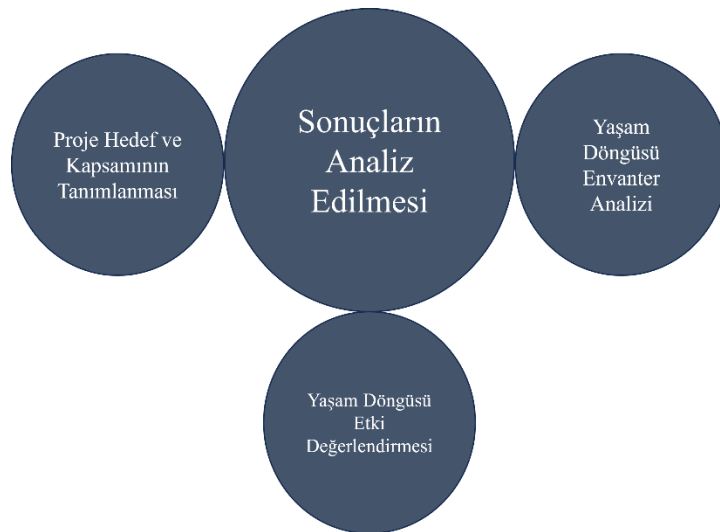 Proje Hedef ve
Kapsamının
Tanımlanması
Sonuçların
Analiz
Edilmesi
Yaşam
Döngüsü
Envanter
Analizi
Yaşam Döngüsü
Etki
Değerlendirmesi